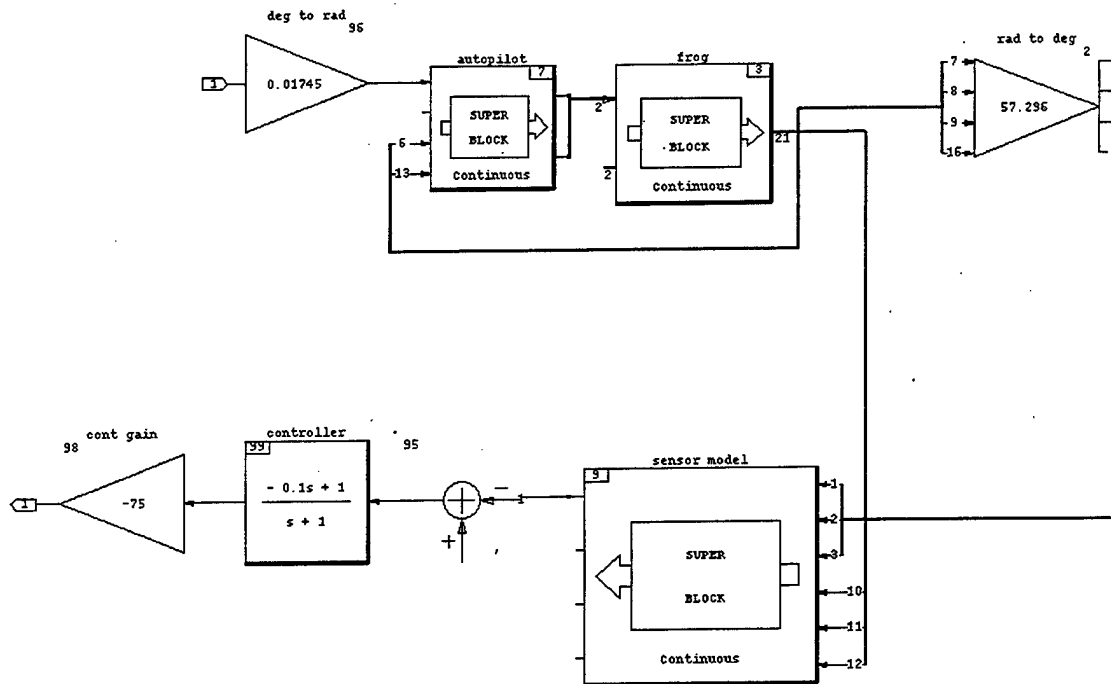 deg to rad
96
rad to deg
2
autopilot
frog
7
3
7
1
0.01745
SUPER
BLOCK
2
SUPER
BLOCK
21
8
57.296
9
6
16
13
Continuous
2
Continuous
98
cont gain
controller
95
sensor model
99
9
1
- 0.1s + 1
s + 1
-75
1
−
1
2
+
SUPER
BLOCK
3
10
11
Continuous
12